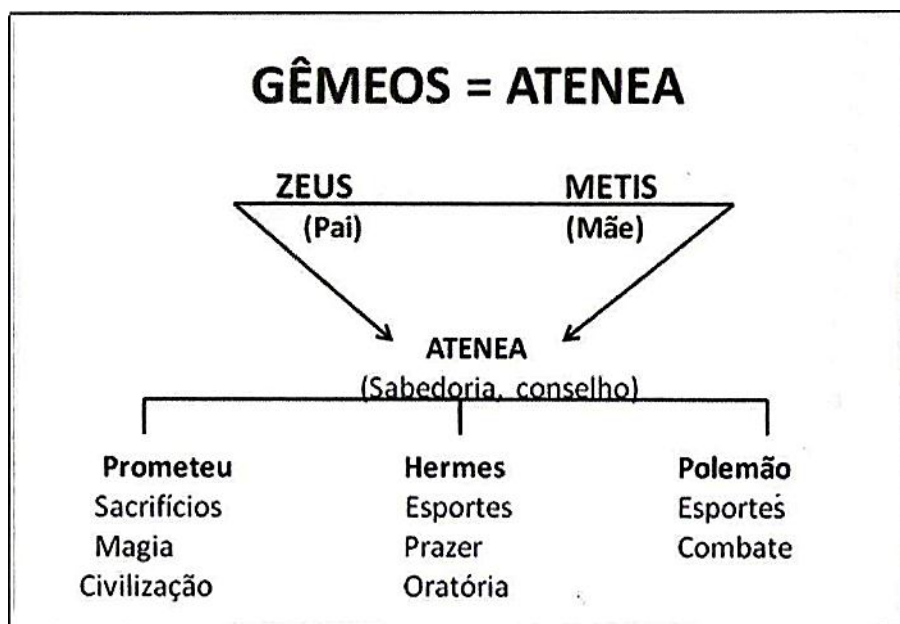 GÊMEOS = ATENEA
ZEUS METIS
(Pai) (Mãe)
ATENEA
(Sabedoria, conselho)
Prometeu Hermes Polemão
Sacrifícios Esportes Esportes
Magia Prazer Combate
Civilização Oratória